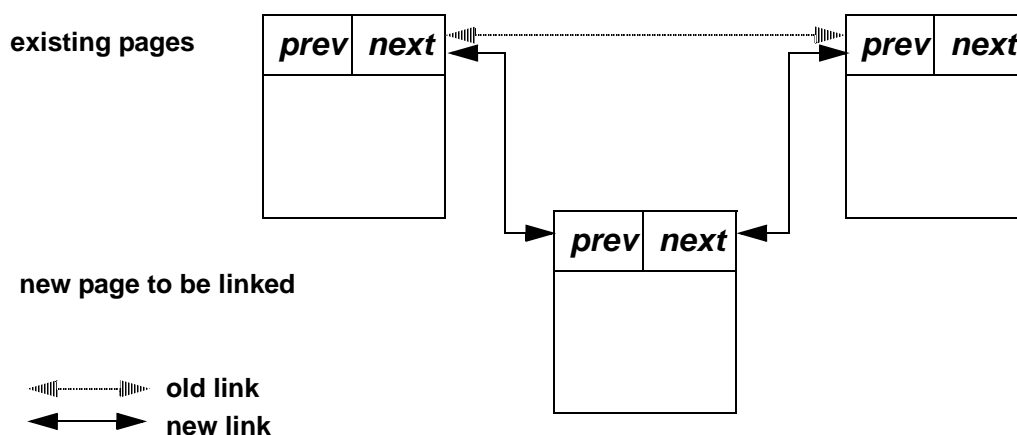 existing pages
prev next
prev next
prev next
new page to be linked
old link
new link